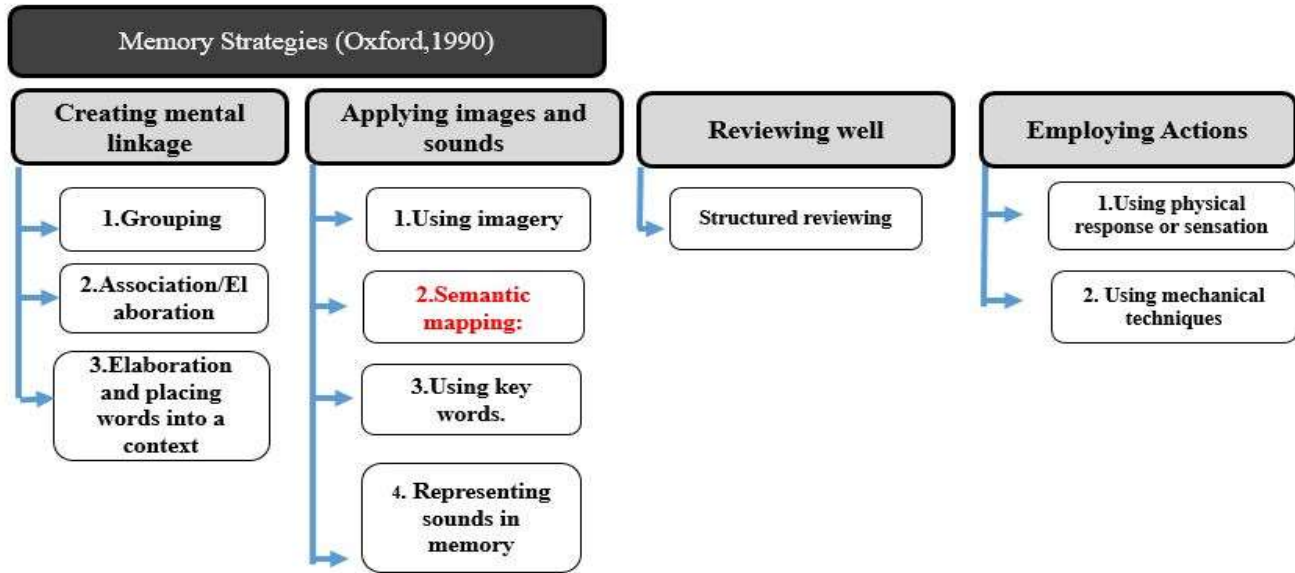 Memory Strategies (Oxford,1990)
Creating mental
linkage
1.Grouping
2.Association/El
aboration
3.Elaboration
and placing
words into a
context
Applying images and
sounds
1.Using imagery
2.Semantic
mapping:
3.Using key
words.
4. Representing
sounds in
memory
Reviewing well
Structured reviewing
Employing Actions
1.Using physical
response or sensation
2. Using mechanical
techniques